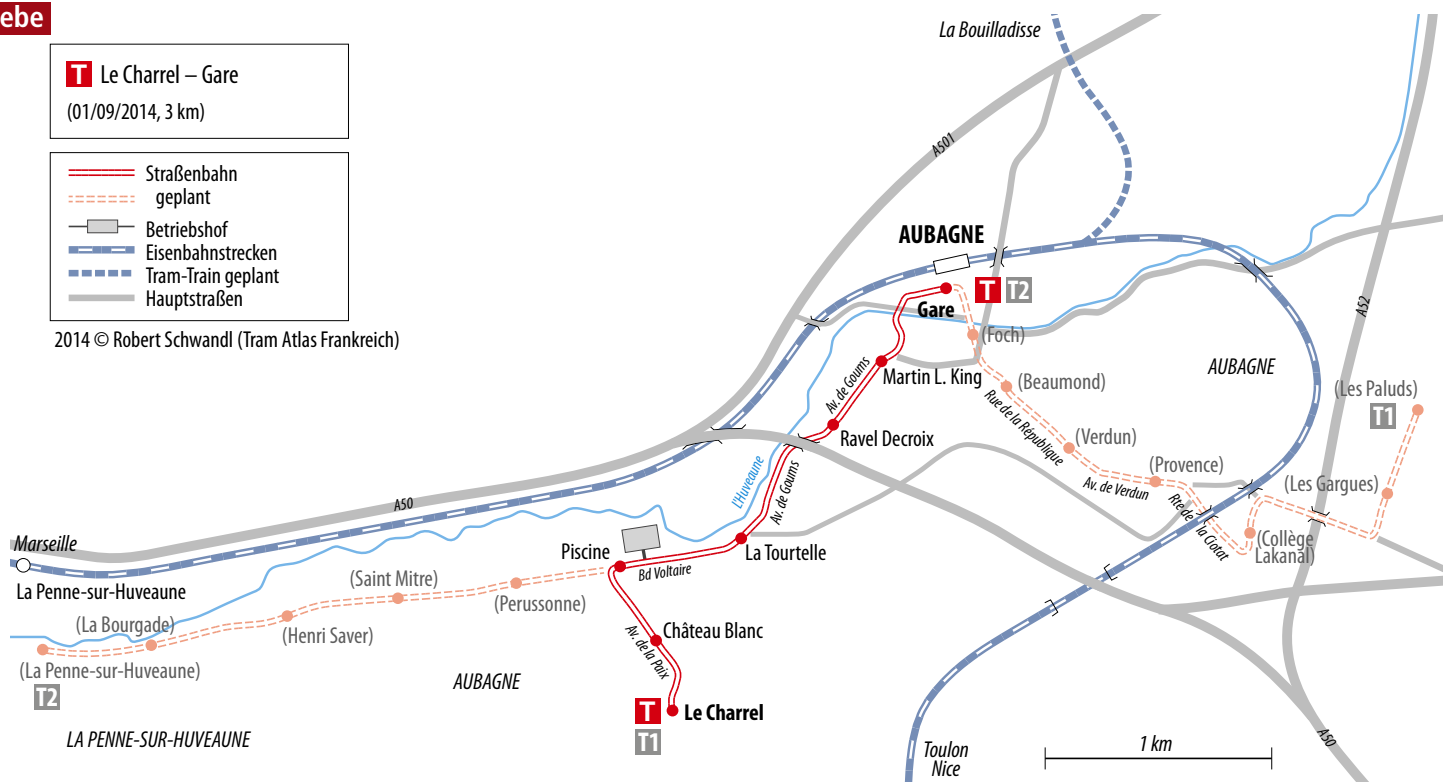 ebe
T Le Charrel – Gare
(01/09/2014, 3 km)
Straßenbahn
geplant
Betriebshof
Eisenbahnstrecken
Tram-Train geplant
Hauptstraßen
2014 © Robert Schwandl (Tram Atlas Frankreich)
La Bouilladisse
A501
AUBAGNE
T T2
Gare
(Foch)
A52
Martin L. King
Av. de Goums
(Beaumond)
AUBAGNE
(Les Paluds)
T1
Rue de la République
Ravel Decroix
(Verdun)
(Provence)
Av. de Verdun
(Les Gargues)
Rte de la Ciotat
(Collège
Lakanal)
L'Huveaune
Av. de Goums
A50
Marseille
La Penne-sur-Huveaune
Piscine
La Tourtelle
Bd Voltaire
(Saint Mitre)
(Perussonne)
(La Bourgade)
(Henri Saver)
Château Blanc
Av. de la Paix
(La Penne-sur-Huveaune)
T2
AUBAGNE
T Le Charrel
T1
LA PENNE-SUR-HUVEAUNE
Toulon
Nice
1 km
A50